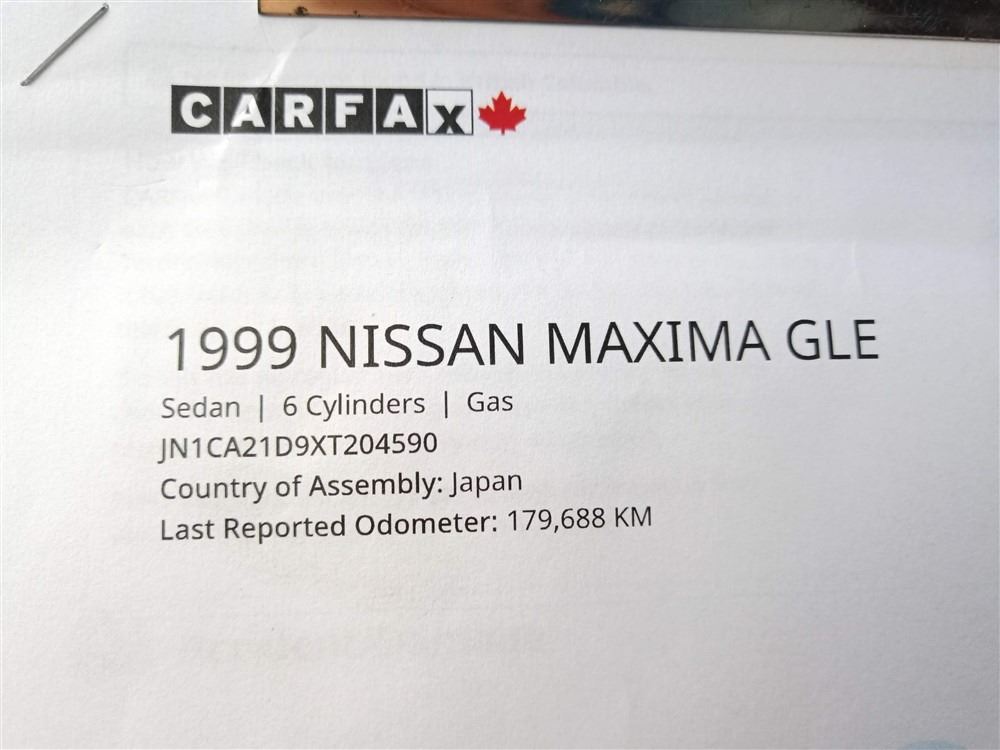 CARFAX
1999 NISSAN MAXIMA GLE
Sedan | 6 Cylinders | Gas
JN1CA21D9XT204590
Country of Assembly: Japan
Last Reported Odometer: 179,688 KM